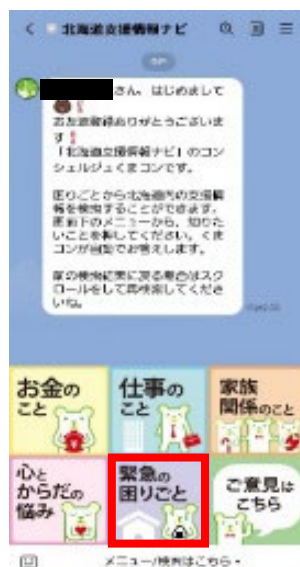 北海道支援情報ナビ
さん、はじめまして
お友達登録ありがとうございま
す
「北海道支援情報ナビ」のコン
シェルジュくまコンです。
困りごとから北海道内の支援情
報を検索することができます。
画面下のメニューから、知りた
いことを押してください。くま
コンが自動でお答えします。
前の検索結果に戻る場合はスク
ロールをして再検索してくださ
いね。
お金の
こと
仕事の
こと
家族
関係のこと
心と
からだの
悩み
緊急の
困りごと
ご意見は
こちら
メニュー/検索はこちら